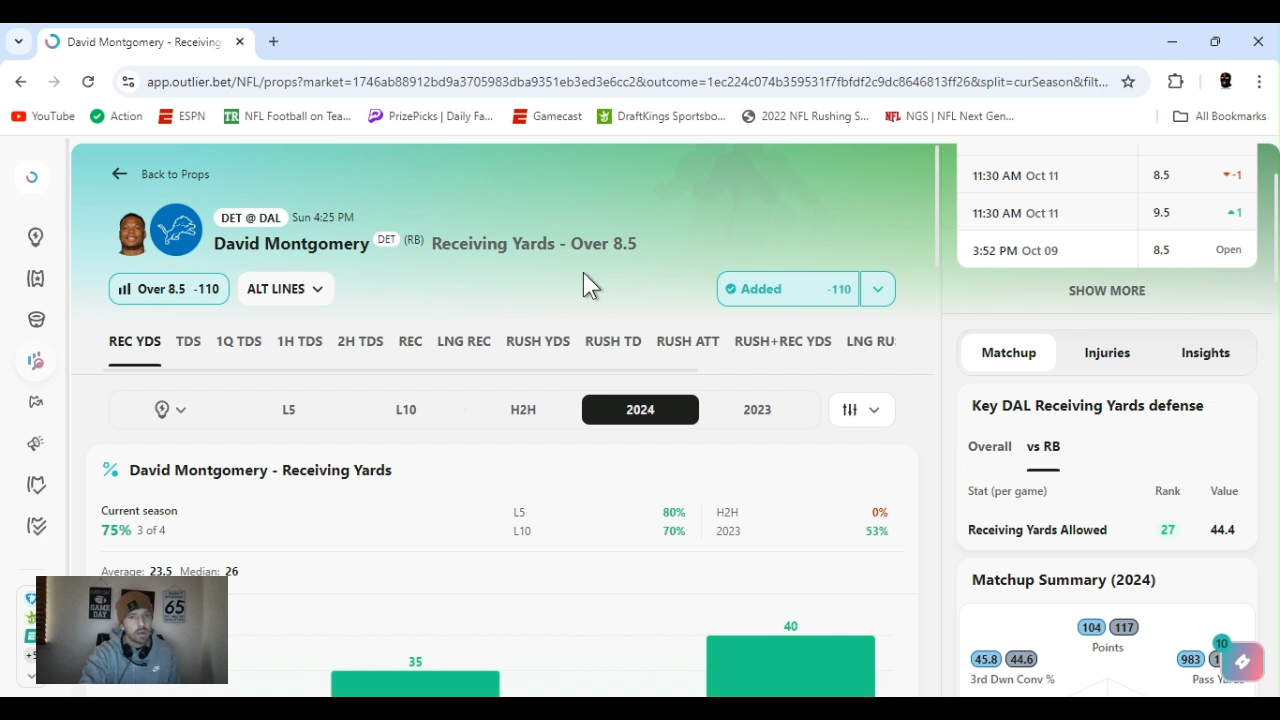 David Montgomery - Receiving
app.outlier.bet/NFL/props?market=1746ab88912bd9a3705983dba9351eb3ed3e6cc2&outcome=1ec224c074b359531f7fbfdf2c9dc8646813ff26&split=curSeason&filt...
YouTube Action ESPN NFL Football on Tea... PrizePicks | Daily Fa... Gamecast DraftKings Sportsbo... 2022 NFL Rushing S... NGS | NFL Next Gen... All Bookmarks
Back to Props
DET @ DAL Sun 4:25 PM
David Montgomery DET (RB) Receiving Yards - Over 8.5
Over 8.5 -110 ALT LINES Added -110
REC YDS TDS 1Q TDS 1H TDS 2H TDS REC LNG REC RUSH YDS RUSH TD RUSH ATT RUSH+REC YDS LNG RU
L5 L10 H2H 2024 2023
David Montgomery - Receiving Yards
Current season
75% 3 of 4
L5 80% H2H 0%
L10 70% 2023 53%
Average: 23.5 Median: 26
35
40
GAME DAY
65
11:30 AM Oct 11 8.5 -1
11:30 AM Oct 11 9.5 1
3:52 PM Oct 09 8.5 Open
SHOW MORE
Matchup Injuries Insights
Key DAL Receiving Yards defense
Overall vs RB
Stat (per game) Rank Value
Receiving Yards Allowed 27 44.4
Matchup Summary (2024)
104 117
Points
45.8 44.6
3rd Dwn Conv %
983
10